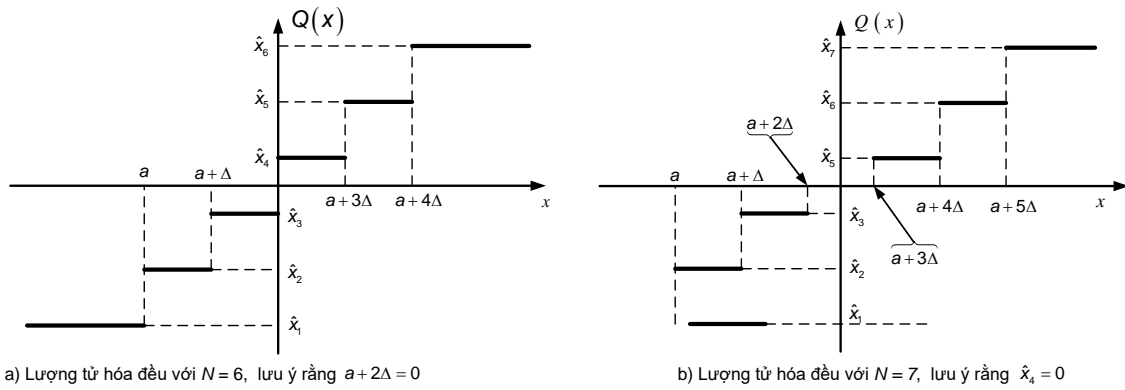 Q(x)
x̂₆
x̂₅
x̂₄
a
a + Δ
a + 3Δ
a + 4Δ
x
x̂₃
x̂₂
x̂₁
a) Lượng tử hóa đều với N = 6, lưu ý rằng a + 2Δ = 0
Q(x)
x̂₇
x̂₆
x̂₅
a + 2Δ
a
a + Δ
a + 4Δ
a + 5Δ
x
x̂₃
a + 3Δ
x̂₂
x̂₁
b) Lượng tử hóa đều với N = 7, lưu ý rằng x̂₄ = 0